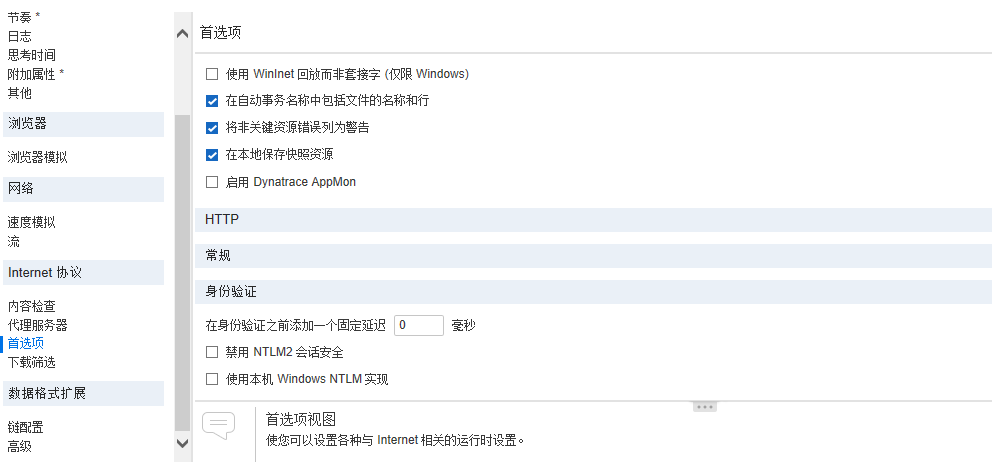 节奏 *
日志
思考时间
附加属性 *
其他
浏览器
浏览器模拟
网络
速度模拟
流
Internet 协议
内容检查
代理服务器
首选项
下载筛选
数据格式扩展
链配置
高级
首选项
使用 WinInet 回放而非套接字 (仅限 Windows)
在自动事务名称中包括文件的名称和行
将非关键资源错误列为警告
在本地保存快照资源
启用 Dynatrace AppMon
HTTP
常规
身份验证
在身份验证之前添加一个固定延迟 0 毫秒
禁用 NTLM2 会话安全
使用本机 Windows NTLM 实现
首选项视图
使您可以设置各种与 Internet 相关的运行时设置。